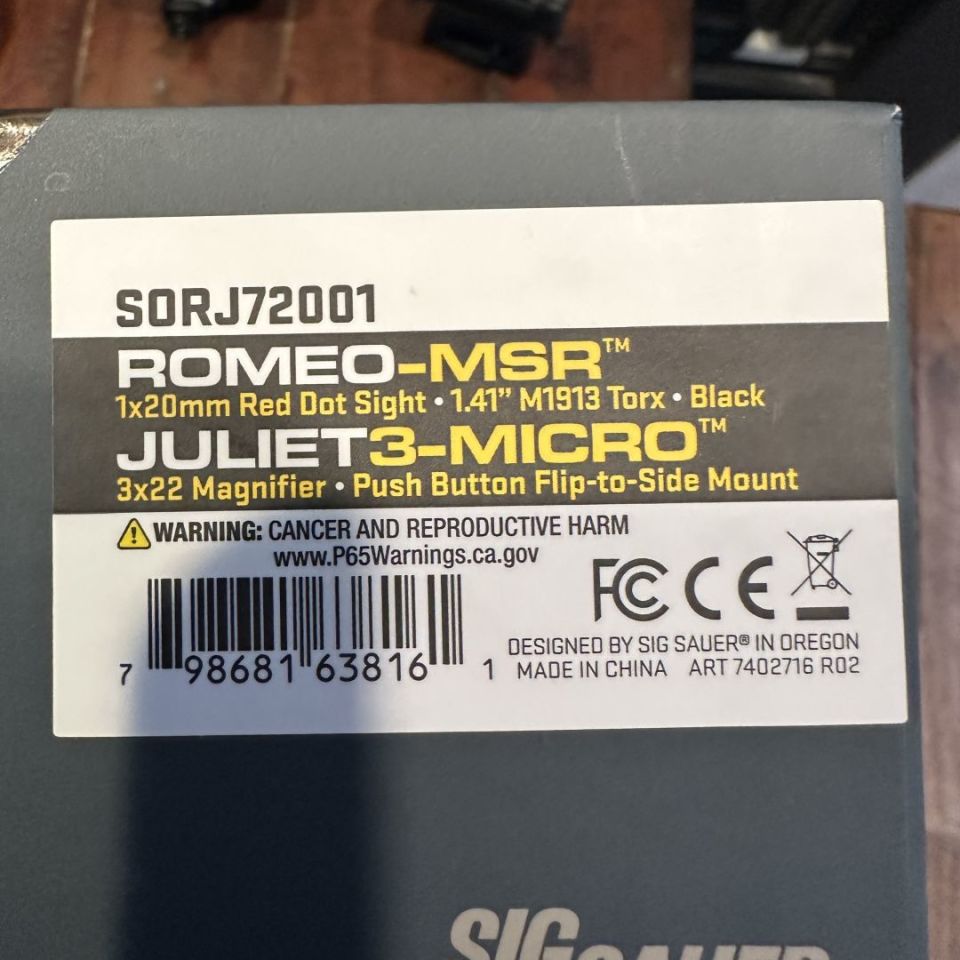 SORJ72001
ROMEO-MSR™
1x20mm Red Dot Sight • 1.41” M1913 Torx • Black
JULIET3-MICRO™
3x22 Magnifier • Push Button Flip-to-Side Mount
WARNING: CANCER AND REPRODUCTIVE HARM
www.P65Warnings.ca.gov
FC CE
DESIGNED BY SIG SAUER® IN OREGON
MADE IN CHINA ART 7402716 R02
7 98681 63816 1
SIG SAUER